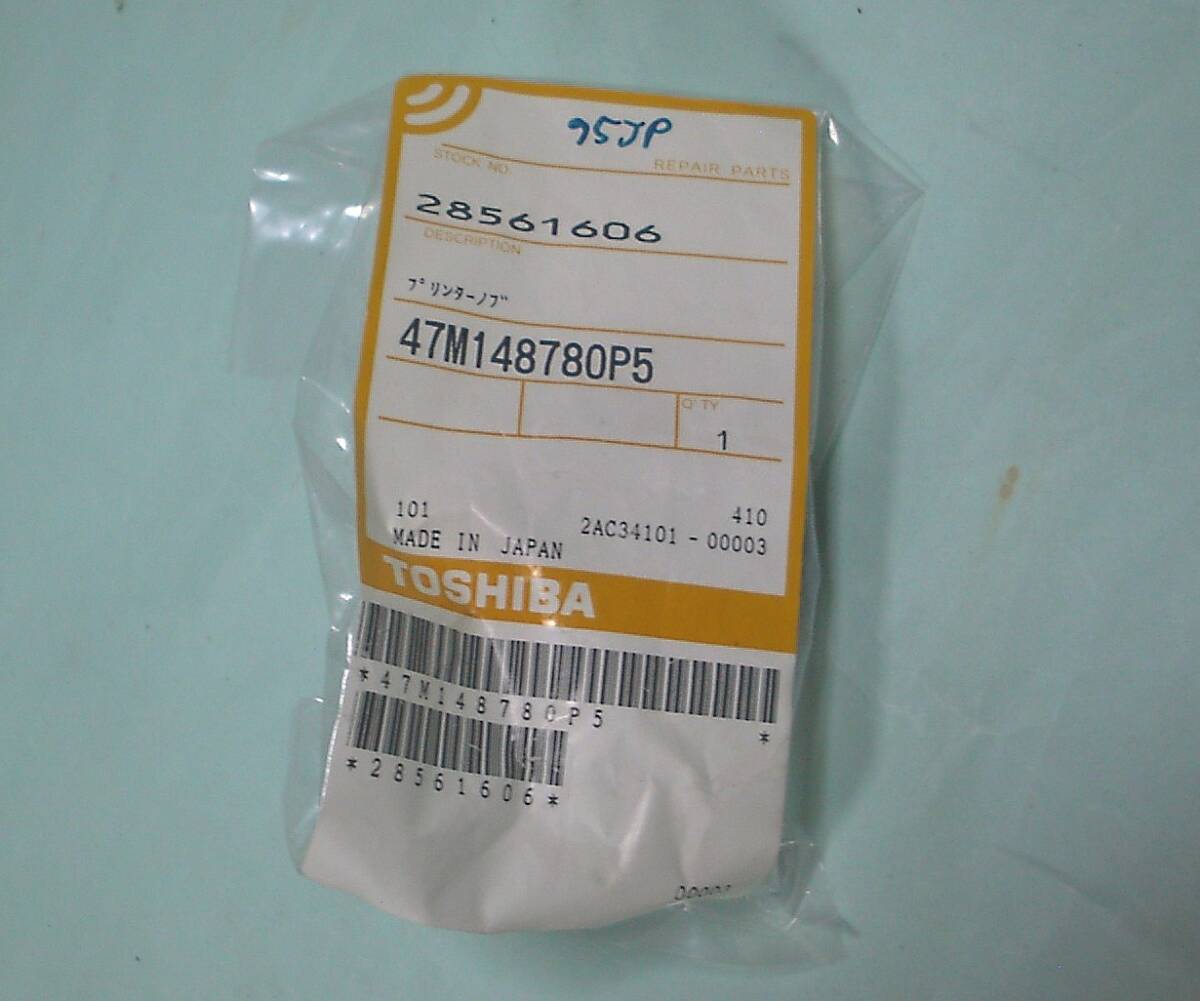 95JP
STOCK NO.
REPAIR PARTS
28561606
DESCRIPTION
プリンターノブ
47M148780P5
Q'TY
1
101
410
MADE IN JAPAN
2AC34101-00003
TOSHIBA
*47M148780P5 *
*28561606*